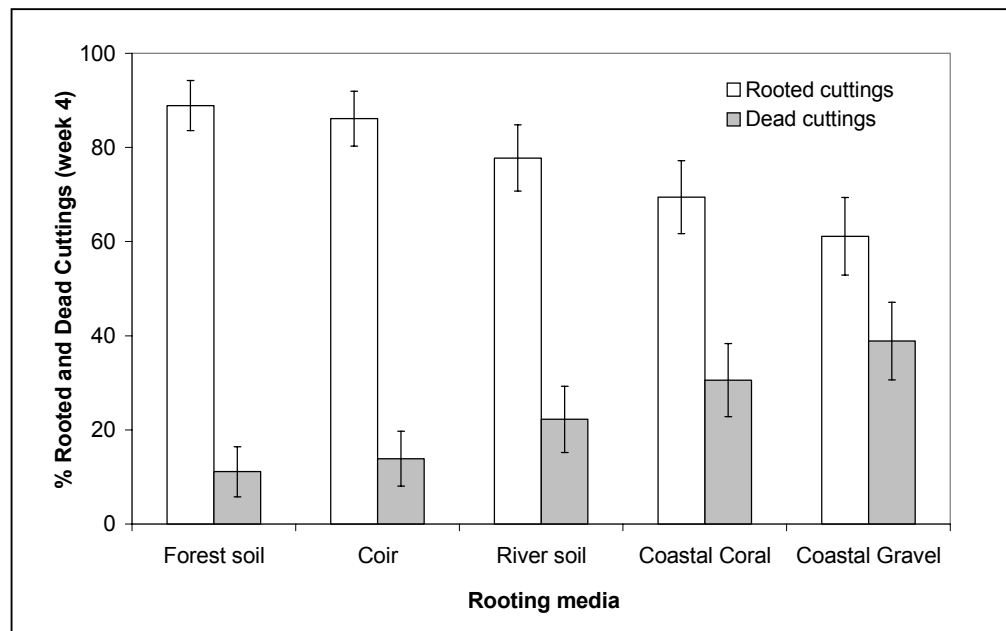 % Rooted and Dead Cuttings (week 4)
100
80
60
40
20
0
Rooted cuttings
Dead cuttings
Forest soil
Coir
River soil
Coastal Coral
Coastal Gravel
Rooting media